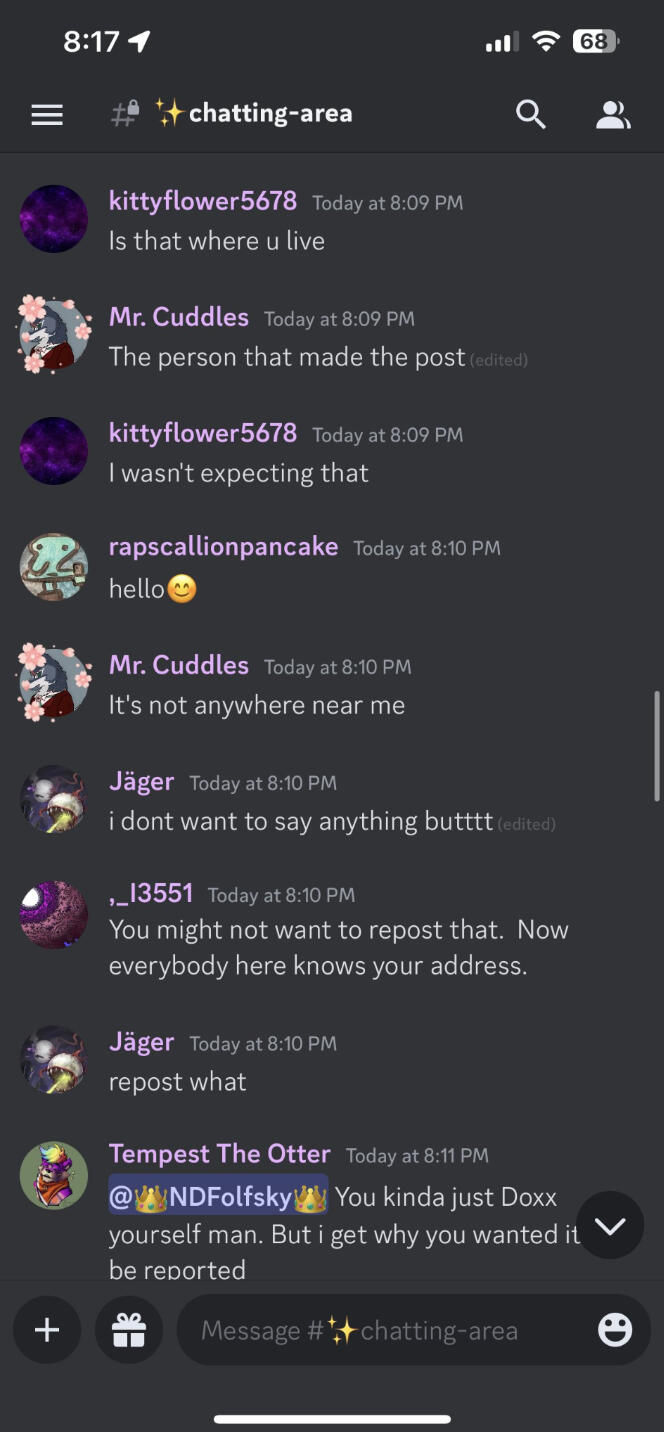 8:17
68
✨chatting-area
kittyflower5678 Today at 8:09 PM
Is that where u live
Mr. Cuddles Today at 8:09 PM
The person that made the post (edited)
kittyflower5678 Today at 8:09 PM
I wasn't expecting that
rapscallionpancake Today at 8:10 PM
hello😊
Mr. Cuddles Today at 8:10 PM
It's not anywhere near me
Jäger Today at 8:10 PM
i dont want to say anything butttt (edited)
,_I3551 Today at 8:10 PM
You might not want to repost that.  Now
everybody here knows your address.
Jäger Today at 8:10 PM
repost what
Tempest The Otter Today at 8:11 PM
@👑NDFolfsky👑 You kinda just Doxx
yourself man. But i get why you wanted it
be reported
Message #✨chatting-area